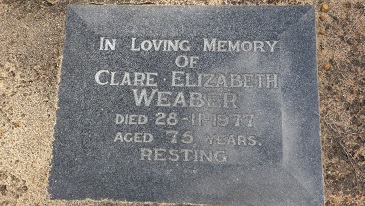 IN LOVING MEMORY
OF
CLARE ELIZABETH
WEABER
DIED 28-11-1977
AGED 75 YEARS.
RESTING